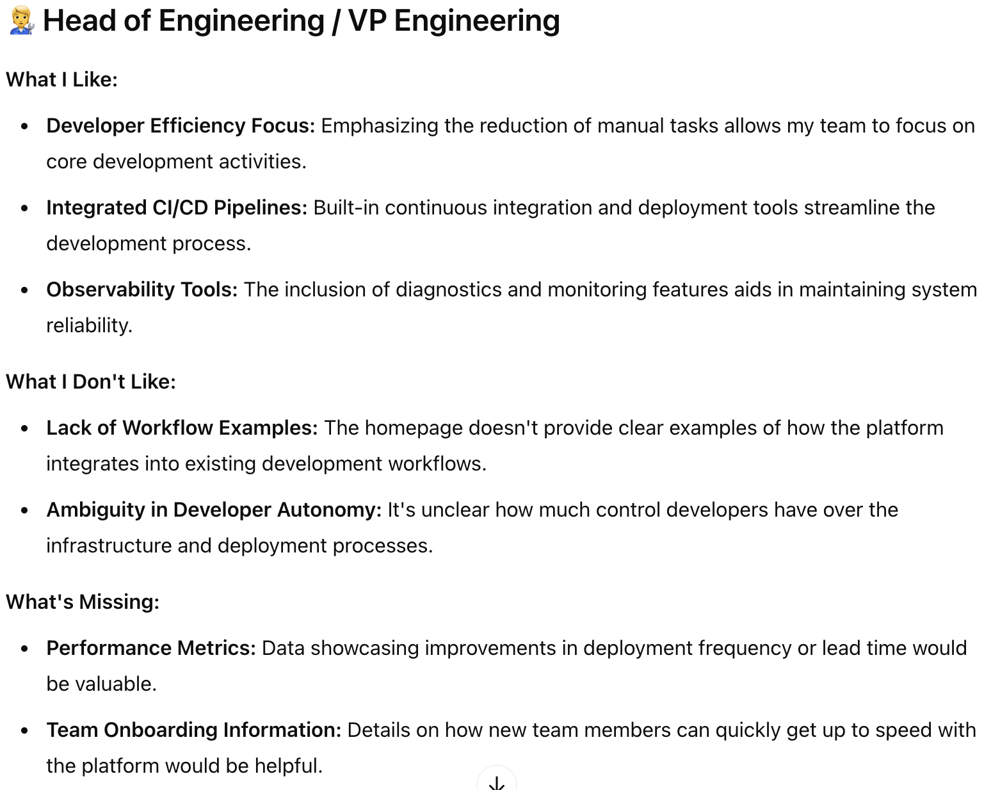 Head of Engineering / VP Engineering
What I Like:
• Developer Efficiency Focus: Emphasizing the reduction of manual tasks allows my team to focus on
core development activities.
• Integrated CI/CD Pipelines: Built-in continuous integration and deployment tools streamline the
development process.
• Observability Tools: The inclusion of diagnostics and monitoring features aids in maintaining system
reliability.
What I Don't Like:
• Lack of Workflow Examples: The homepage doesn't provide clear examples of how the platform
integrates into existing development workflows.
• Ambiguity in Developer Autonomy: It's unclear how much control developers have over the
infrastructure and deployment processes.
What's Missing:
• Performance Metrics: Data showcasing improvements in deployment frequency or lead time would
be valuable.
• Team Onboarding Information: Details on how new team members can quickly get up to speed with
the platform would be helpful.